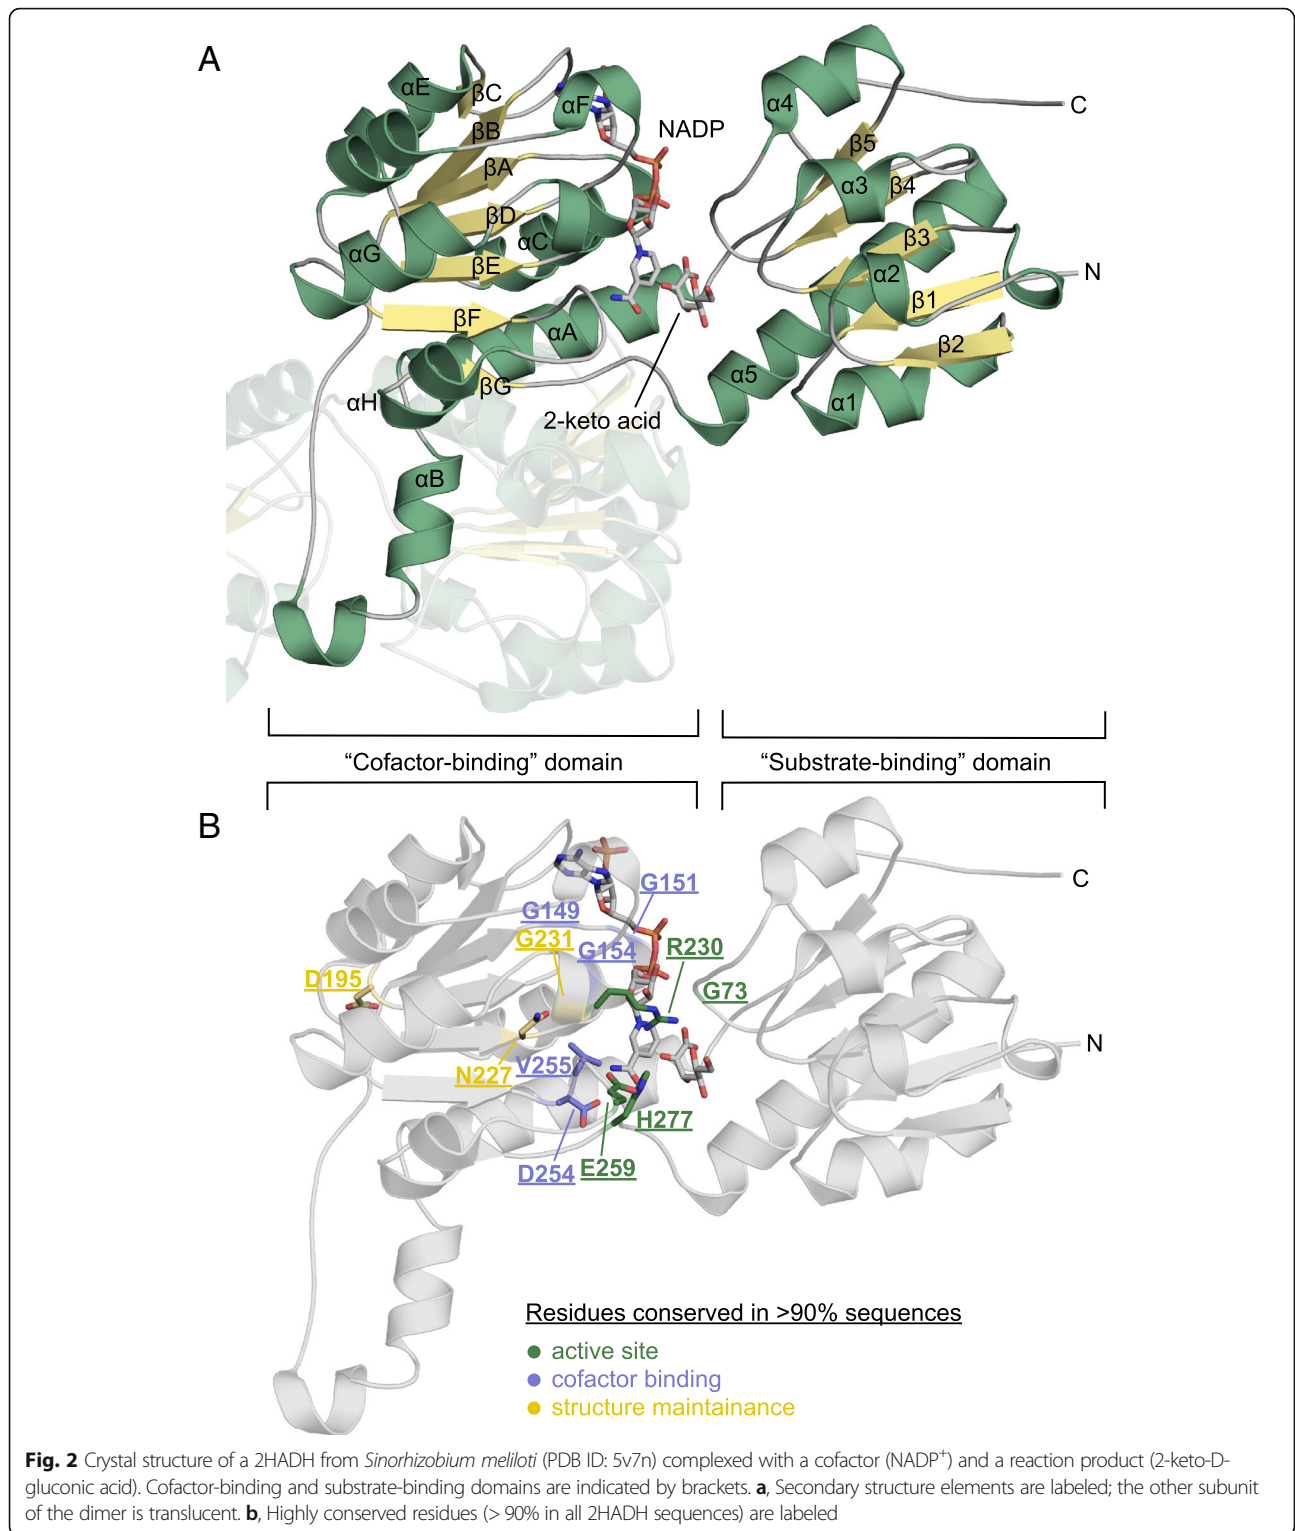 A
αE
βC
αF
α4
C
βB
NADP
β5
βA
α3
β4
βD
αC
β3
αG
βE
α2
N
β1
βF
αA
β2
βG
α5
αH
α1
2-keto acid
αB
“Cofactor-binding” domain
“Substrate-binding” domain
B
C
G151
G149
G231
G154
R230
D195
G73
N
V255
N227
H277
D254
E259
Residues conserved in >90% sequences
active site
cofactor binding
structure maintainance
Fig. 2 Crystal structure of a 2HADH from Sinorhizobium meliloti (PDB ID: 5v7n) complexed with a cofactor (NADP⁺) and a reaction product (2-keto-D-
gluconic acid). Cofactor-binding and substrate-binding domains are indicated by brackets. a, Secondary structure elements are labeled; the other subunit
of the dimer is translucent. b, Highly conserved residues (> 90% in all 2HADH sequences) are labeled